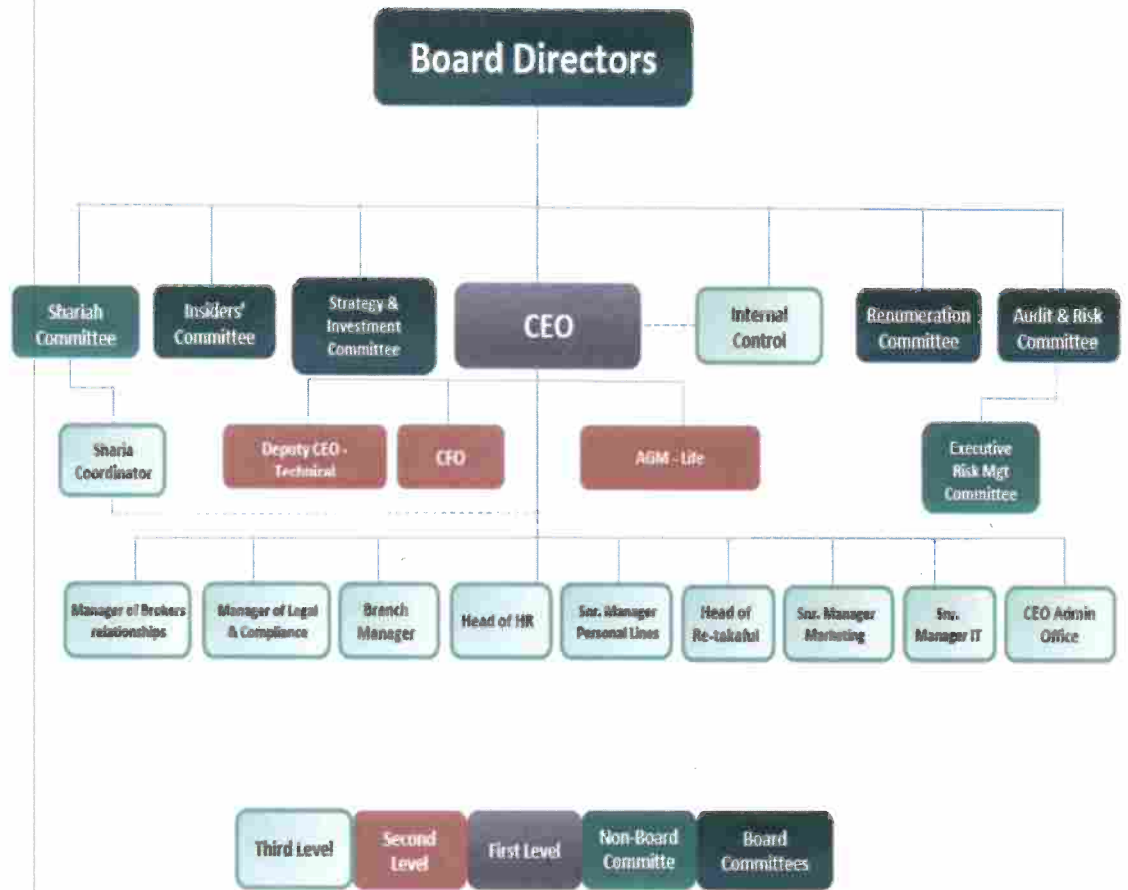 Board Directors
Shariah
Committee
Insiders'
Committee
Strategy &
Investment
Committee
CEO
Internal
Control
Renumeration
Committee
Audit & Risk
Committee
Sharia
Coordinator
Deputy CEO -
Technical
CFO
AGM - Life
Executive
Risk Mgt
Committee
Manager of Brokers
relationships
Manager of Legal
& Compliance
Branch
Manager
Head of HR
Snr. Manager
Personal Lines
Head of
Re-takaful
Snr. Manager
Marketing
Snr.
Manager IT
CEO Admin
Office
Third Level
Second
Level
First Level
Non-Board
Committe
Board
Committees